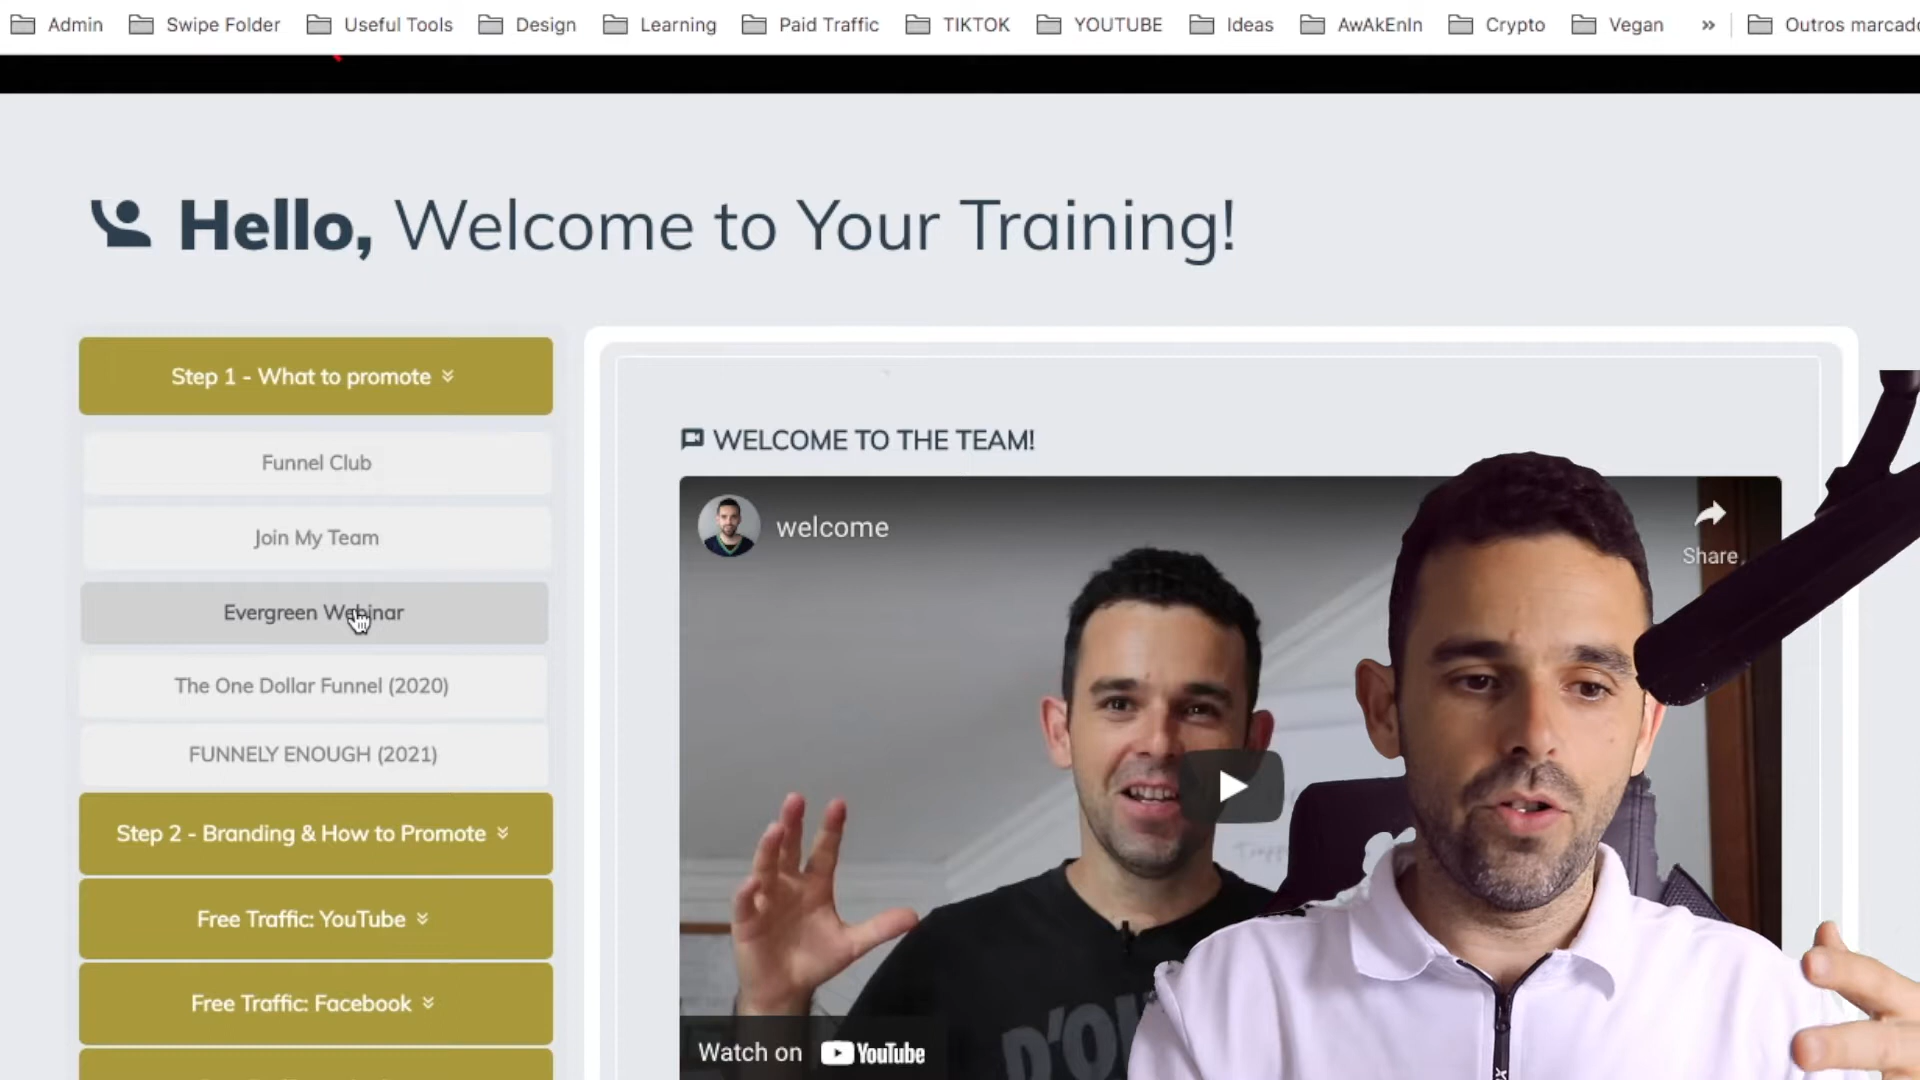 Admin Swipe Folder Useful Tools Design Learning Paid Traffic TIKTOK YOUTUBE Ideas AwAkEnIn Crypto Vegan » Outros marcado
Hello, Welcome to Your Training!
Step 1 - What to promote
Funnel Club
Join My Team
Evergreen Webinar
The One Dollar Funnel (2020)
FUNNELY ENOUGH (2021)
Step 2 - Branding & How to Promote
Free Traffic: YouTube
Free Traffic: Facebook
WELCOME TO THE TEAM!
welcome
Share
D'O
Watch on YouTube